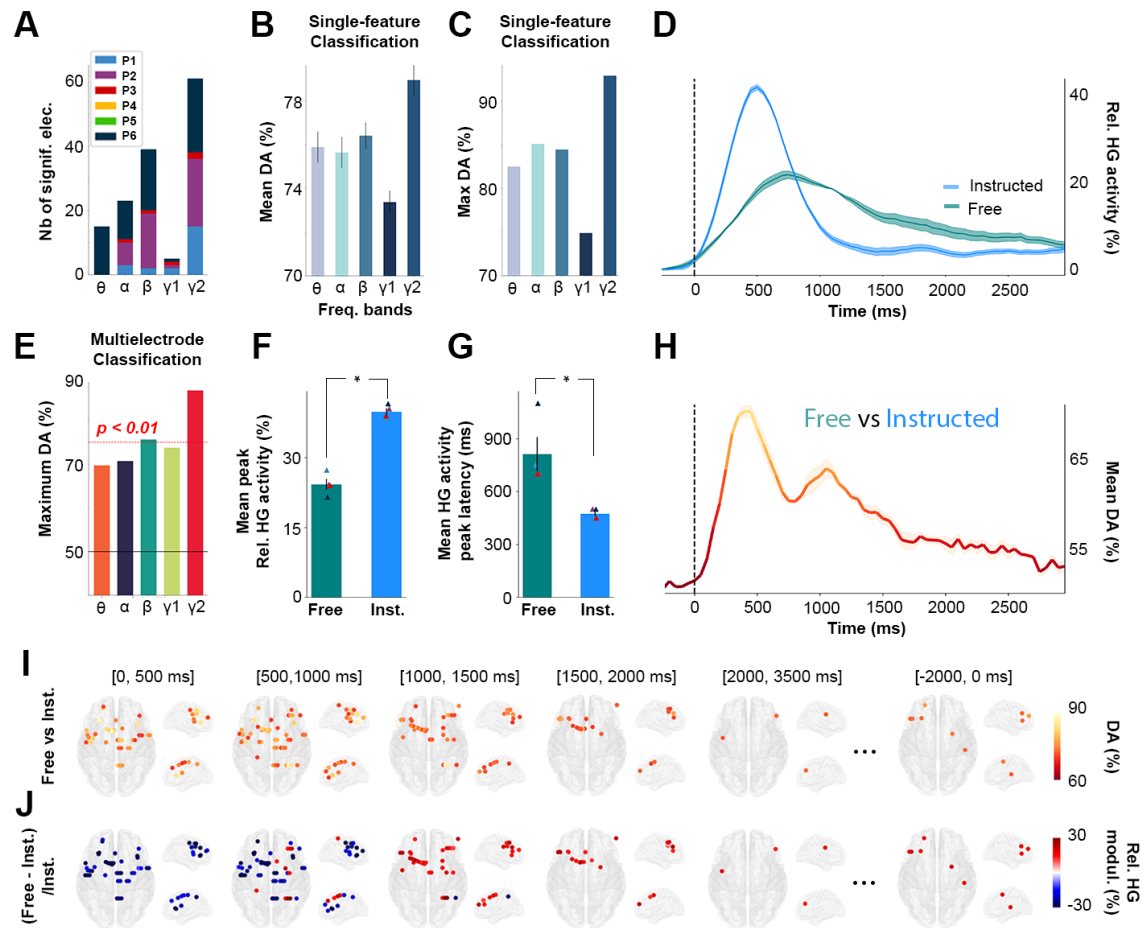 A
Nb of signif. elec.
60
40
20
0
P1
P2
P3
P4
P5
P6
θ α β γ1 γ2
B
Single-feature
Classification
Mean DA (%)
78
74
70
θ α β γ1 γ2
Freq. bands
C
Single-feature
Classification
Max DA (%)
90
80
70
θ α β γ1 γ2
D
Instructed
Free
40
20
0
Rel. HG activity (%)
0 500 1000 1500 2000 2500
Time (ms)
E
Multielectrode
Classification
Maximum DA (%)
90
70
50
p < 0.01
θ α β γ1 γ2
F
Mean peak
Rel. HG activity (%)
30
15
0
*
Free Inst.
G
Mean HG activity
peak latency (ms)
900
600
300
0
*
Free Inst.
H
Free vs Instructed
65
55
Mean DA (%)
0 500 1000 1500 2000 2500
Time (ms)
I
[0, 500 ms] [500,1000 ms] [1000, 1500 ms] [1500, 2000 ms] [2000, 3500 ms] [-2000, 0 ms]
Free vs Inst.
...
90
60
DA (%)
J
(Free - Inst.)
/Inst.
...
30
-30
Rel. HG
modul. (%)